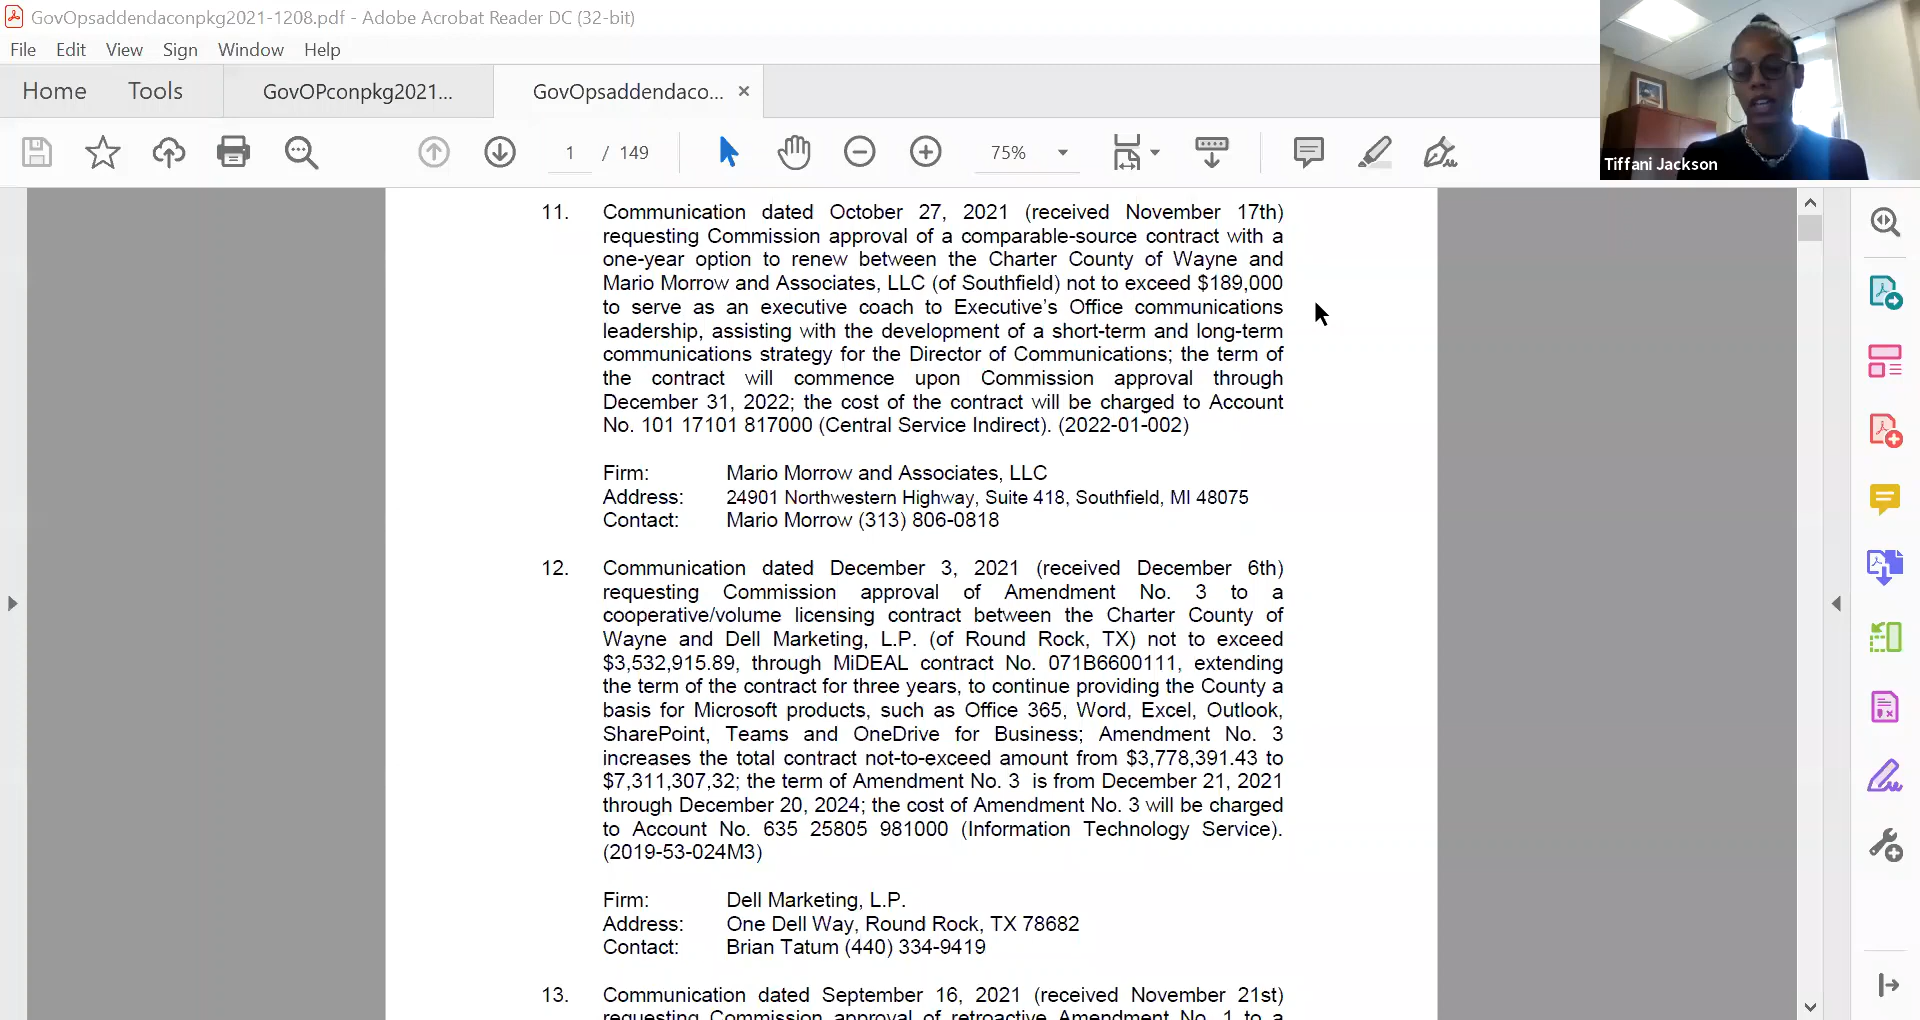 GovOpsaddendaconpkg2021-1208.pdf - Adobe Acrobat Reader DC (32-bit)
File Edit View Sign Window Help
Home Tools GovOPconpkg2021... GovOpsaddendaco... ×
1 / 149 75%
Tiffani Jackson
11. Communication dated October 27, 2021 (received November 17th)
requesting Commission approval of a comparable-source contract with a
one-year option to renew between the Charter County of Wayne and
Mario Morrow and Associates, LLC (of Southfield) not to exceed $189,000
to serve as an executive coach to Executive's Office communications
leadership, assisting with the development of a short-term and long-term
communications strategy for the Director of Communications; the term of
the contract will commence upon Commission approval through
December 31, 2022; the cost of the contract will be charged to Account
No. 101 17101 817000 (Central Service Indirect). (2022-01-002)
Firm: Mario Morrow and Associates, LLC
Address: 24901 Northwestern Highway, Suite 418, Southfield, MI 48075
Contact: Mario Morrow (313) 806-0818
12. Communication dated December 3, 2021 (received December 6th)
requesting Commission approval of Amendment No. 3 to a
cooperative/volume licensing contract between the Charter County of
Wayne and Dell Marketing, L.P. (of Round Rock, TX) not to exceed
$3,532,915.89, through MiDEAL contract No. 071B6600111, extending
the term of the contract for three years, to continue providing the County a
basis for Microsoft products, such as Office 365, Word, Excel, Outlook,
SharePoint, Teams and OneDrive for Business; Amendment No. 3
increases the total contract not-to-exceed amount from $3,778,391.43 to
$7,311,307,32; the term of Amendment No. 3 is from December 21, 2021
through December 20, 2024; the cost of Amendment No. 3 will be charged
to Account No. 635 25805 981000 (Information Technology Service).
(2019-53-024M3)
Firm: Dell Marketing, L.P.
Address: One Dell Way, Round Rock, TX 78682
Contact: Brian Tatum (440) 334-9419
13. Communication dated September 16, 2021 (received November 21st)
requesting Commission approval of retroactive Amendment No. 1 to a